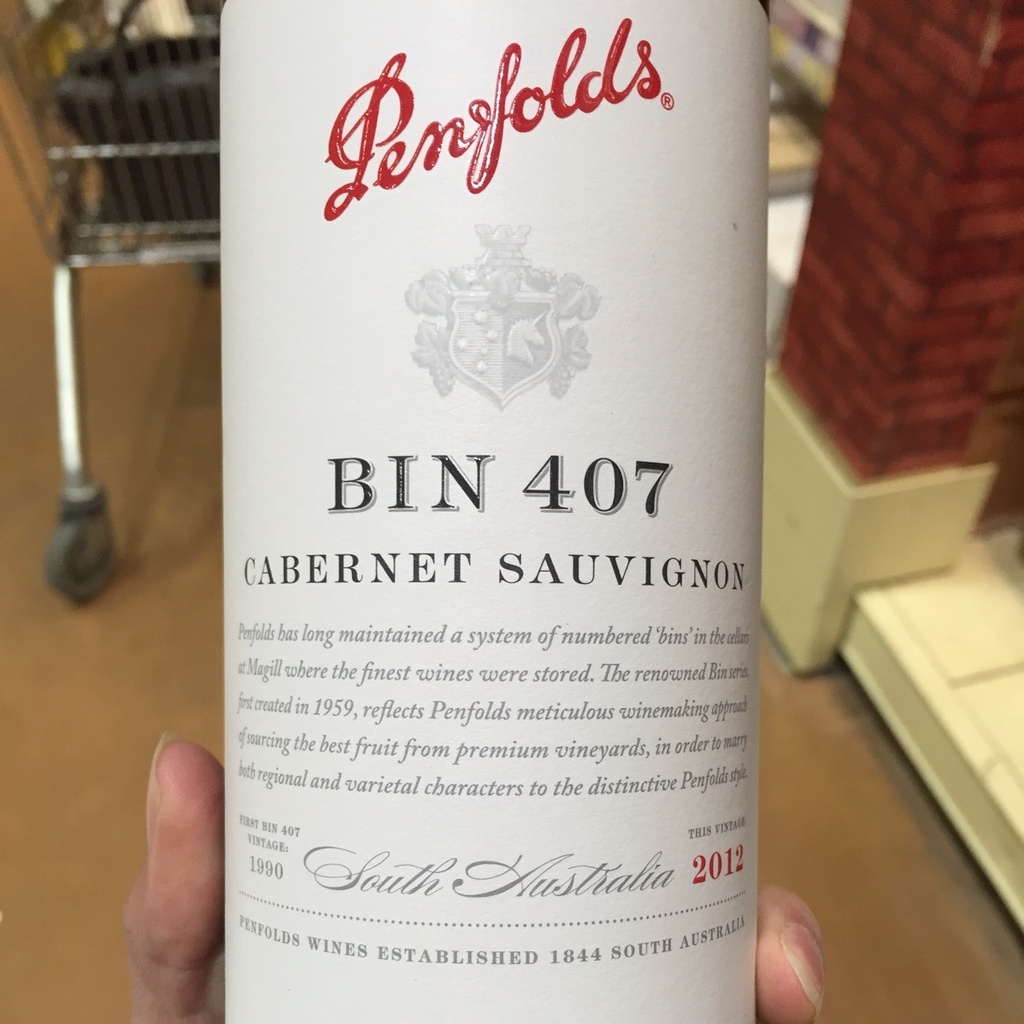 Penfolds®
BIN 407
CABERNET SAUVIGNON
Penfolds has long maintained a system of numbered 'bins' in the cellars
at Magill where the finest wines were stored. The renowned Bin series,
first created in 1959, reflects Penfolds meticulous winemaking approach
of sourcing the best fruit from premium vineyards, in order to marry
both regional and varietal characters to the distinctive Penfolds style.
FIRST BIN 407
VINTAGE:
1990
South Australia
THIS VINTAGE:
2012
PENFOLDS WINES ESTABLISHED 1844 SOUTH AUSTRALIA